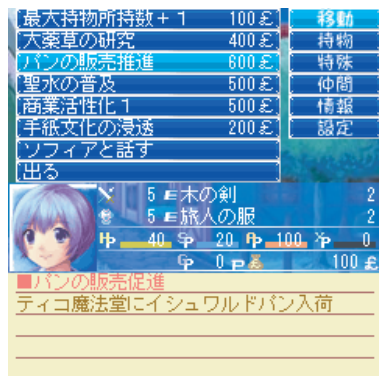 最大持物所持数+1 100£ 移動
大薬草の研究 400£ 持物
パンの販売推進 600£ 特殊
聖水の普及 500£ 仲間
商業活性化1 500£ 情報
手紙文化の浸透 200£ 設定
ソフィアと話す
出る
5 E木の剣 2
5 E旅人の服 2
HP 40 SP 20 AP 100 XP 0
CP 0 P 100£
■パンの販売促進
ティコ魔法堂にイシュワルドパン入荷